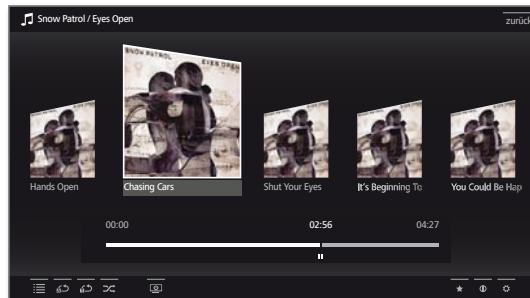 Snow Patrol / Eyes Open
zurück
SNOW PATROL EYES OPEN
Hands Open
Chasing Cars
Shut Your Eyes
It's Beginning To
You Could Be Hap
00:00
02:56
04:27